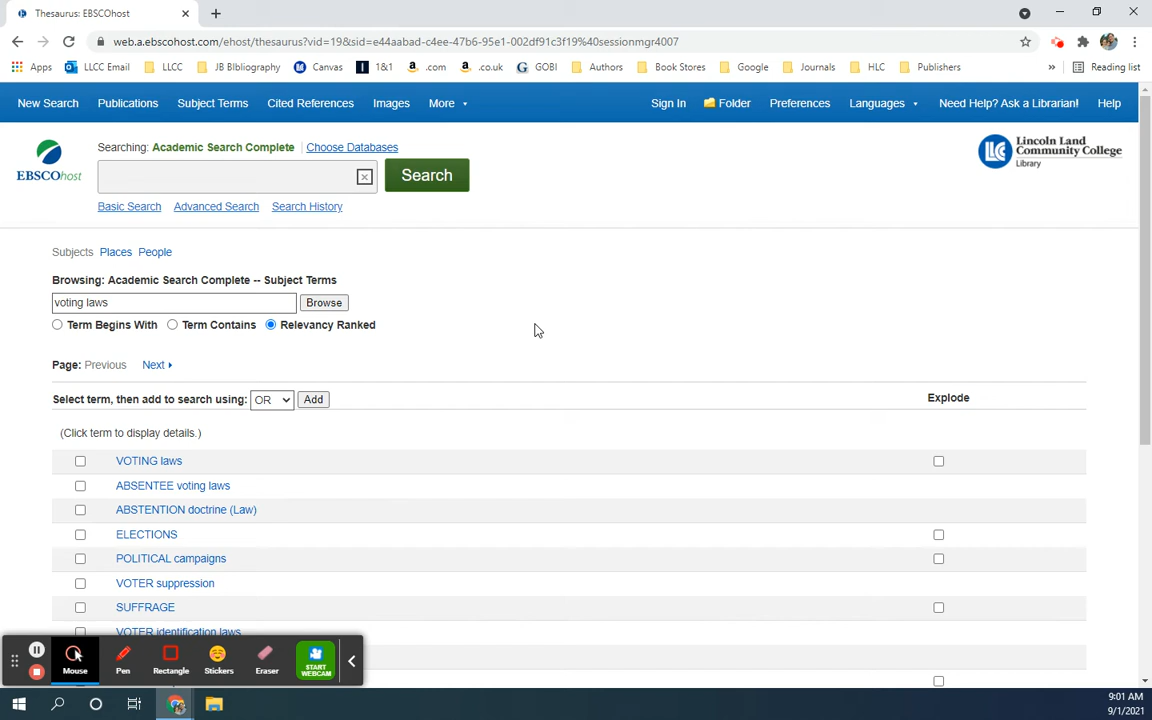 Thesaurus: EBSCOhost
web.a.ebscohost.com/ehost/thesaurus?vid=19&sid=e44aabad-c4ee-47b6-95e1-002df91c3f19%40sessionmgr4007
Apps LLCC Email LLCC JB BIbliography Canvas 1&1 .com .co.uk GOBI Authors Book Stores Google Journals HLC Publishers » Reading list
New Search Publications Subject Terms Cited References Images More Sign In Folder Preferences Languages Need Help? Ask a Librarian! Help
Searching: Academic Search Complete Choose Databases
EBSCOhost
Search
Lincoln Land
Community College
Library
Basic Search Advanced Search Search History
Subjects Places People
Browsing: Academic Search Complete -- Subject Terms
voting laws Browse
Term Begins With Term Contains Relevancy Ranked
Page: Previous Next
Select term, then add to search using: OR Add Explode
(Click term to display details.)
VOTING laws
ABSENTEE voting laws
ABSTENTION doctrine (Law)
ELECTIONS
POLITICAL campaigns
VOTER suppression
SUFFRAGE
VOTER identification laws
Mouse Pen Rectangle Stickers Eraser START WEBCAM
9:01 AM
9/1/2021